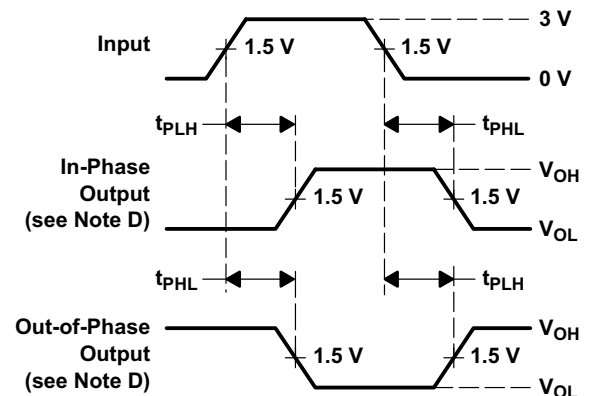 3 V
Input
1.5 V
1.5 V
0 V
tPLH
tPHL
In-Phase
Output
(see Note D)
VOH
1.5 V
1.5 V
VOL
tPHL
tPLH
Out-of-Phase
Output
(see Note D)
VOH
1.5 V
1.5 V
VOL